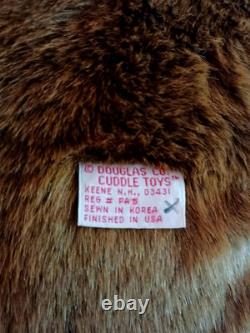 © DOUGLAS CO.
CUDDLE TOYS™
KEENE N.H., 03431
REG # PA5
SEWN IN KOREA
FINISHED IN USA